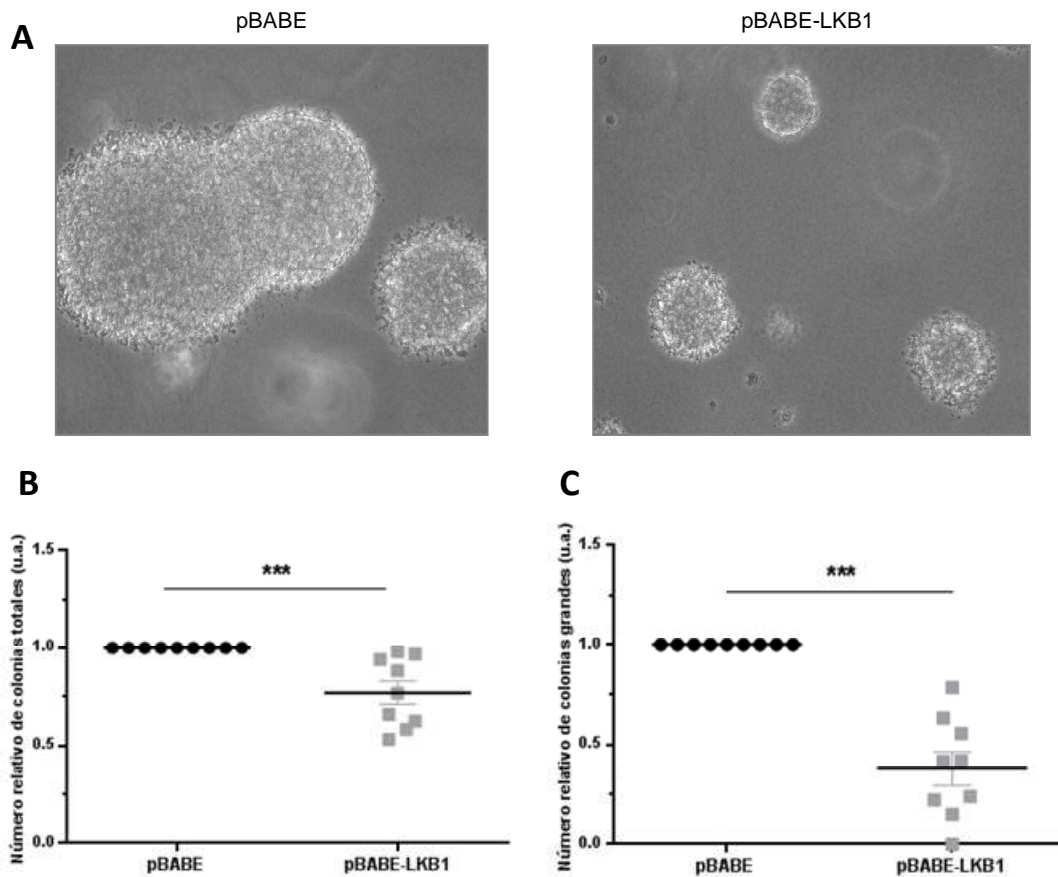 pBABE
pBABE-LKB1
A
B
C
Número relativo de colonias totales (u.a.)
1.5
1.0
0.5
0.0
***
pBABE
pBABE-LKB1
Número relativo de colonias grandes (u.a.)
1.5
1.0
0.5
0.0
***
pBABE
pBABE-LKB1